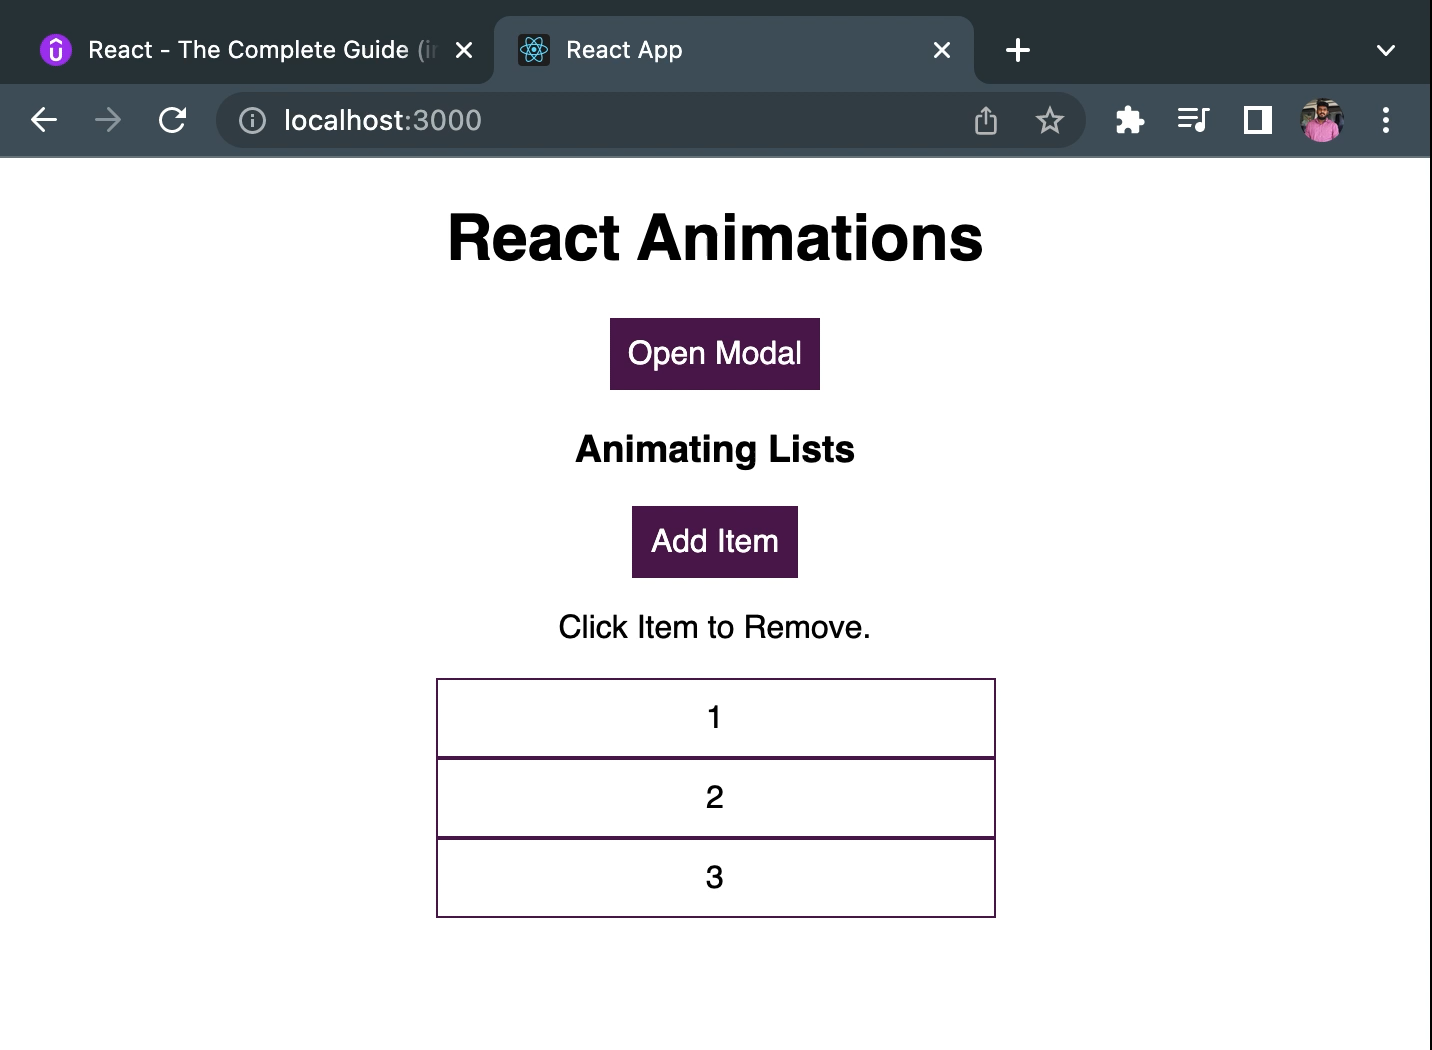 React - The Complete Guide (in
React App
localhost:3000
React Animations
Open Modal
Animating Lists
Add Item
Click Item to Remove.
1
2
3